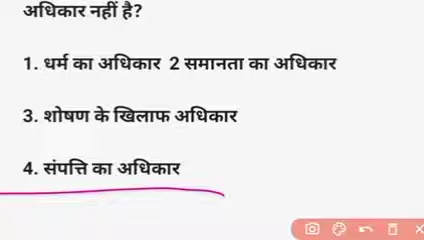 अधिकार नहीं है?
1. धर्म का अधिकार 2 समानता का अधिकार
3. शोषण के खिलाफ अधिकार
4. संपत्ति का अधिकार